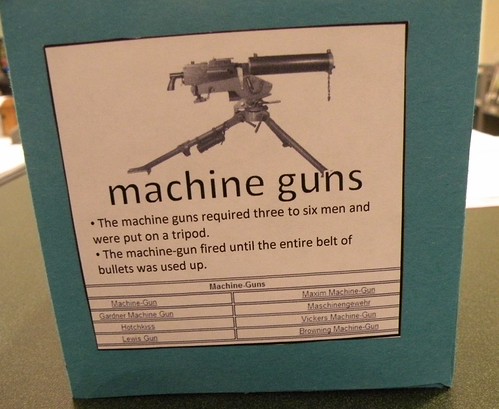 machine guns
• The machine guns required three to six men and
were put on a tripod.
• The machine-gun fired until the entire belt of
bullets was used up.
Machine-Guns
Machine-Gun Maxim Machine-Gun
Gardner Machine Gun Maschinengewehr
Hotchkiss Vickers Machine-Gun
Lewis Gun Browning Machine-Gun